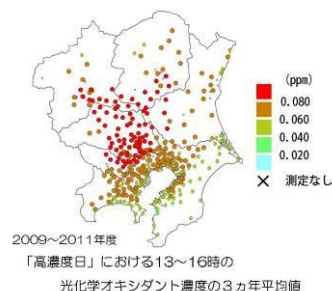 (ppm)
0.080
0.060
0.040
0.020
測定なし
2009～2011年度
「高濃度日」における13～16時の
光化学オキシダント濃度の3ヵ年平均値